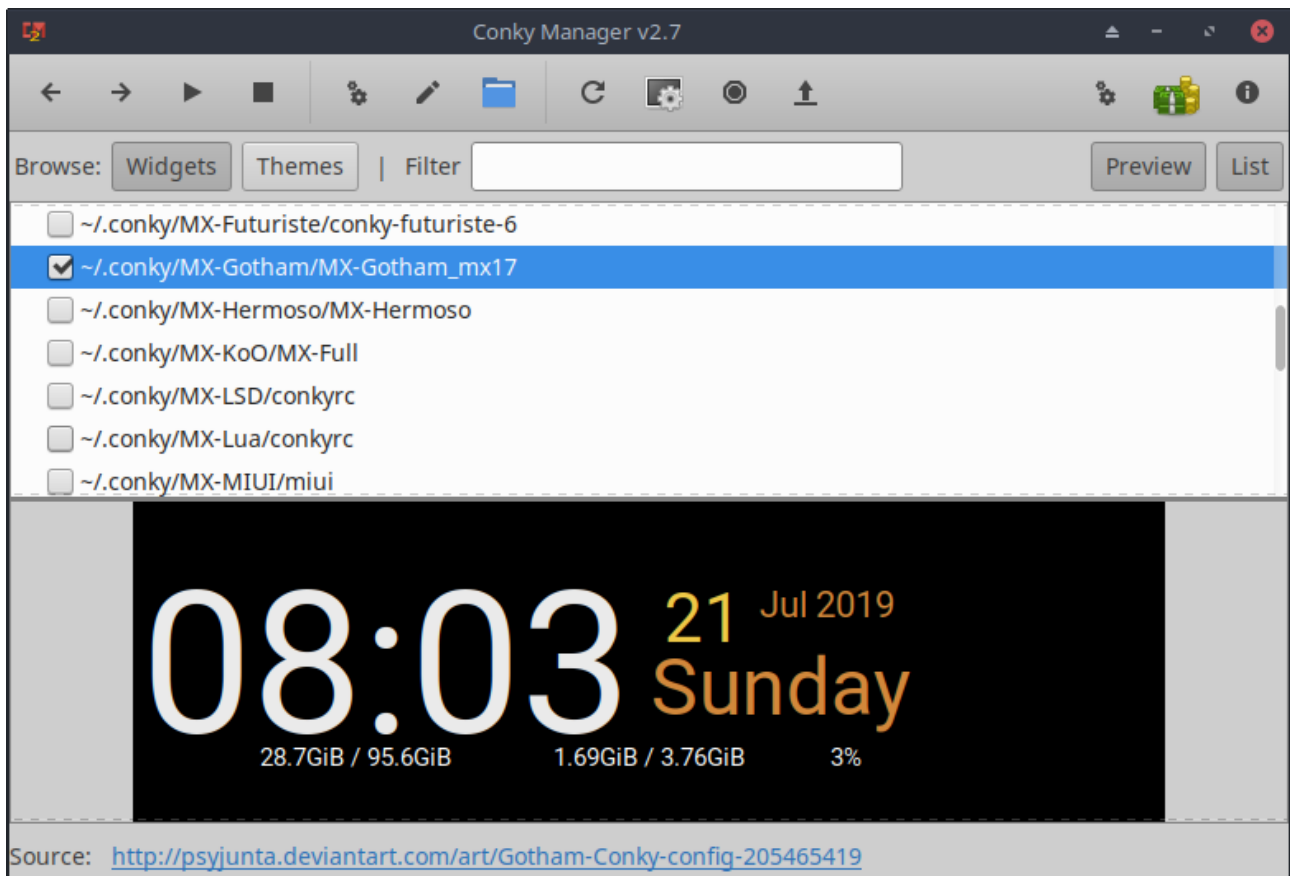 Conky Manager v2.7
Browse: Widgets Themes | Filter Preview List
~/.conky/MX-Futuriste/conky-futuriste-6
~/.conky/MX-Gotham/MX-Gotham_mx17
~/.conky/MX-Hermoso/MX-Hermoso
~/.conky/MX-KoO/MX-Full
~/.conky/MX-LSD/conkyrc
~/.conky/MX-Lua/conkyrc
~/.conky/MX-MIUI/miui
08:03 21 Jul 2019
Sunday
28.7GiB / 95.6GiB 1.69GiB / 3.76GiB 3%
Source: http://psyjunta.deviantart.com/art/Gotham-Conky-config-205465419